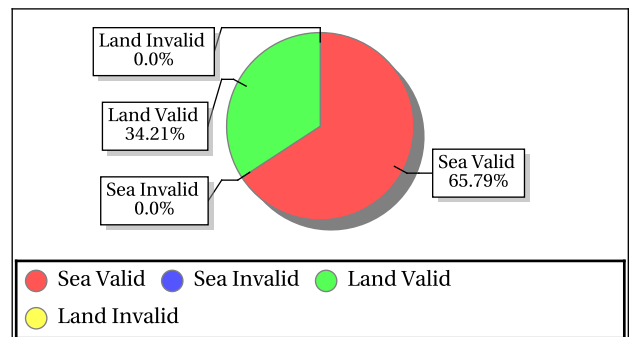 Land Invalid
0.0%
Land Valid
34.21%
Sea Invalid
0.0%
Sea Valid
65.79%
Sea Valid
Sea Invalid
Land Valid
Land Invalid